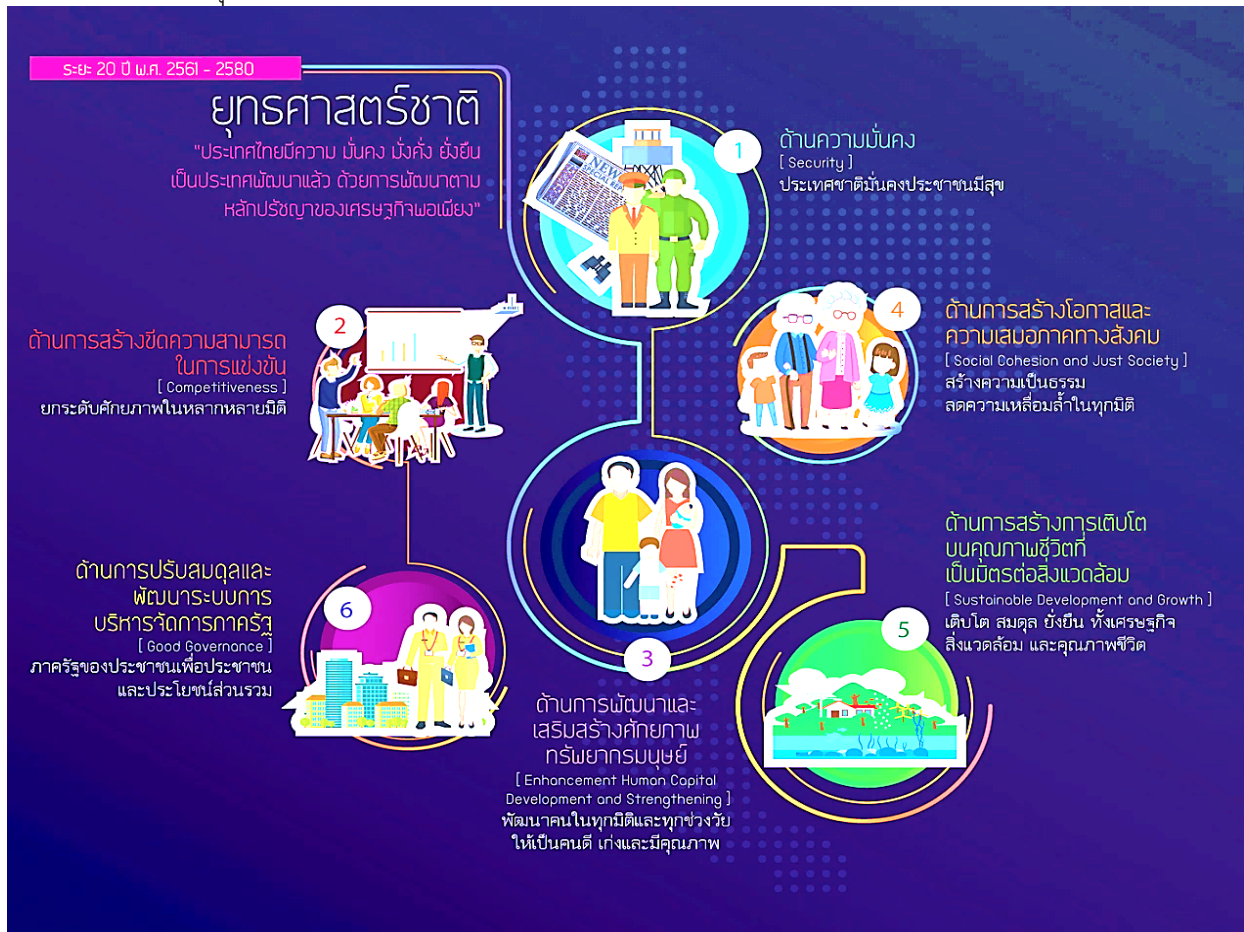 ระยะ 20 ปี พ.ศ. 2561 - 2580
ยุทธศาสตร์ชาติ
"ประเทศไทยมีความ มั่นคง มั่งคั่ง ยั่งยืน
เป็นประเทศพัฒนาแล้ว ด้วยการพัฒนาตาม
หลักปรัชญาของเศรษฐกิจพอเพียง"
NEWS
SPECIAL REP
1
ด้านความมั่นคง
[ Security ]
ประเทศชาติมั่นคงประชาชนมีสุข
2
ด้านการสร้างขีดความสามารถ
ในการแข่งขัน
[ Competitiveness ]
ยกระดับศักยภาพในหลากหลายมิติ
3
ด้านการพัฒนาและ
เสริมสร้างศักยภาพ
ทรัพยากรมนุษย์
[ Enhancement Human Capital
Development and Strengthening ]
พัฒนาคนในทุกมิติและทุกช่วงวัย
ให้เป็นคนดี เก่งและมีคุณภาพ
4
ด้านการสร้างโอกาสและ
ความเสมอภาคทางสังคม
[ Social Cohesion and Just Society ]
สร้างความเป็นธรรม
ลดความเหลื่อมล้ำในทุกมิติ
5
ด้านการสร้างการเติบโต
บนคุณภาพชีวิตที่
เป็นมิตรต่อสิ่งแวดล้อม
[ Sustainable Development and Growth ]
เติบโต สมดุล ยั่งยืน ทั้งเศรษฐกิจ
สิ่งแวดล้อม และคุณภาพชีวิต
6
ด้านการปรับสมดุลและ
พัฒนาระบบการ
บริหารจัดการภาครัฐ
[ Good Governance ]
ภาครัฐของประชาชนเพื่อประชาชน
และประโยชน์ส่วนรวม